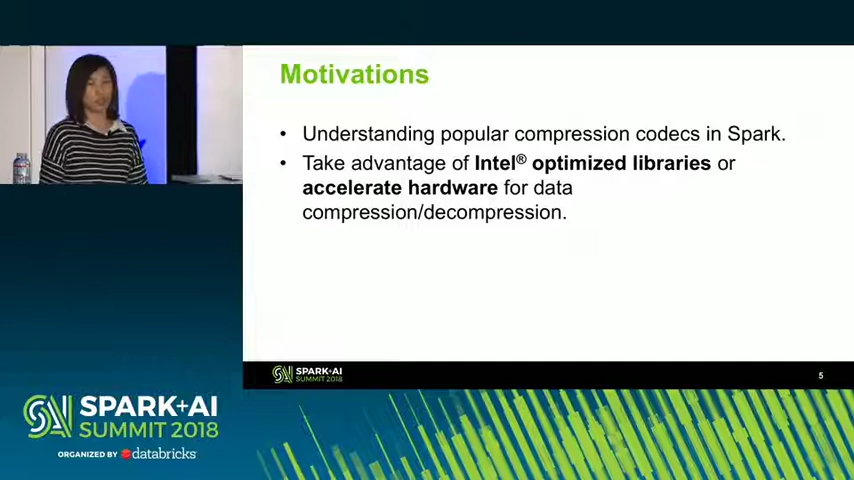 Motivations
• Understanding popular compression codecs in Spark.
• Take advantage of Intel® optimized libraries or
accelerate hardware for data
compression/decompression.
SPARK+AI
SUMMIT 2018
5
SPARK+AI
SUMMIT 2018
ORGANIZED BY databricks